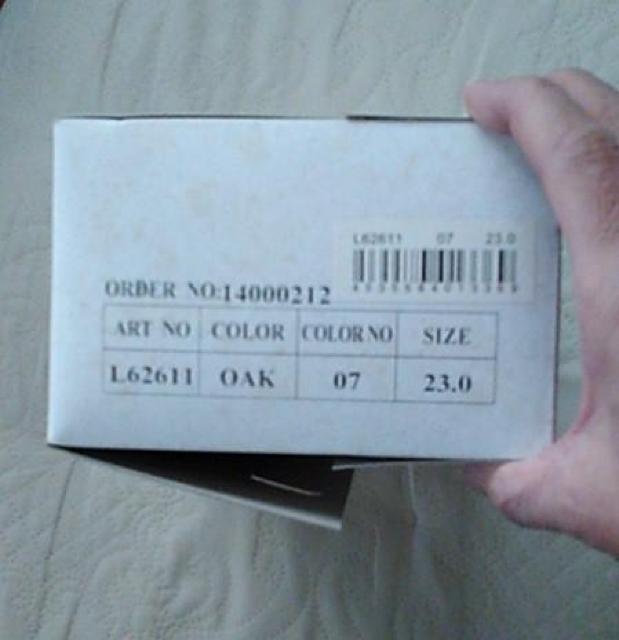 L62611 07 23.0
ORDER NO:14000212
ART NO COLOR COLOR NO SIZE
L62611 OAK 07 23.0